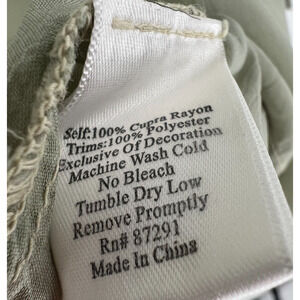 Self:100% Cupra Rayon
Trims:100% Polyester
Exclusive Of Decoration
Machine Wash Cold
No Bleach
Tumble Dry Low
Remove Promptly
Rn# 87291
Made In China